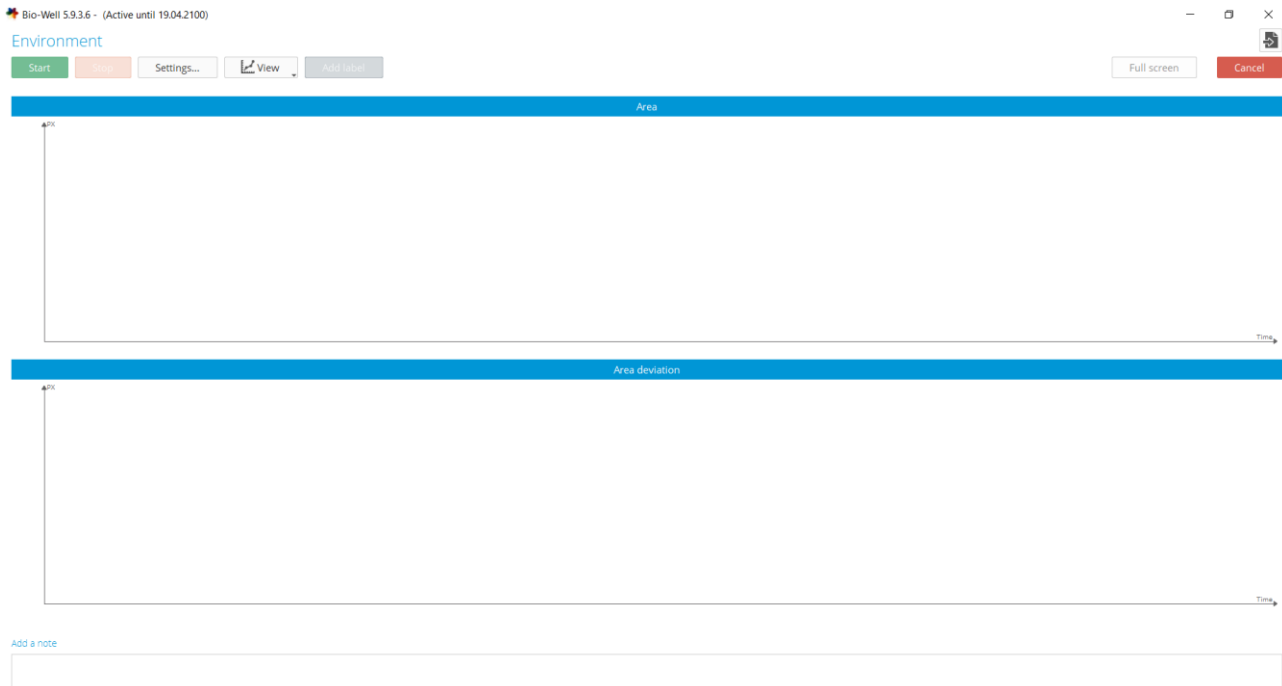 Bio-Well 5.9.3.6 - (Active until 19.04.2100)
Environment
Start Stop Settings... View Add label Full screen Cancel
Area
PX
Time
Area deviation
PX
Time
Add a note